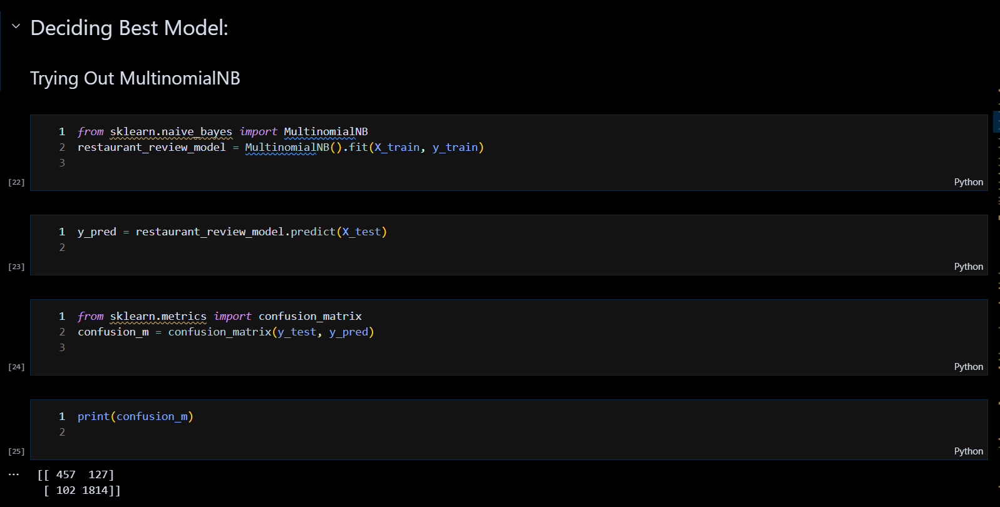 Deciding Best Model:
Trying Out MultinomialNB
1 from sklearn.naive_bayes import MultinomialNB
2 restaurant_review_model = MultinomialNB().fit(X_train, y_train)
3
[22]
Python
1 y_pred = restaurant_review_model.predict(X_test)
2
[23]
Python
1 from sklearn.metrics import confusion_matrix
2 confusion_m = confusion_matrix(y_test, y_pred)
3
[24]
Python
1 print(confusion_m)
2
[25]
Python
... [[ 457  127]
 [ 102 1814]]